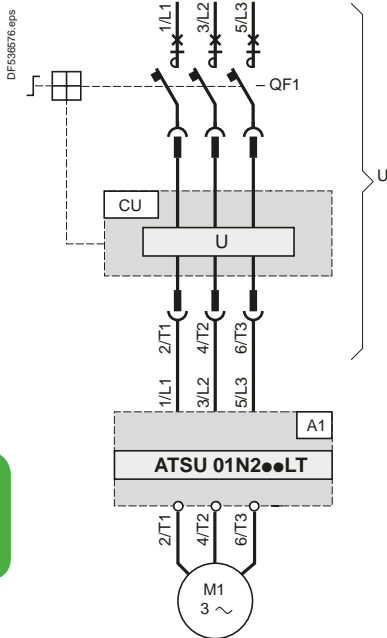 DF536576.eps
1/L1 3/L2 5/L3
QF1
U
CU
U
2/T1 4/T2 6/T3
1/L1 3/L2 5/L3
A1
ATSU 01N2●●LT
2/T1 4/T2 6/T3
M1
3 ~